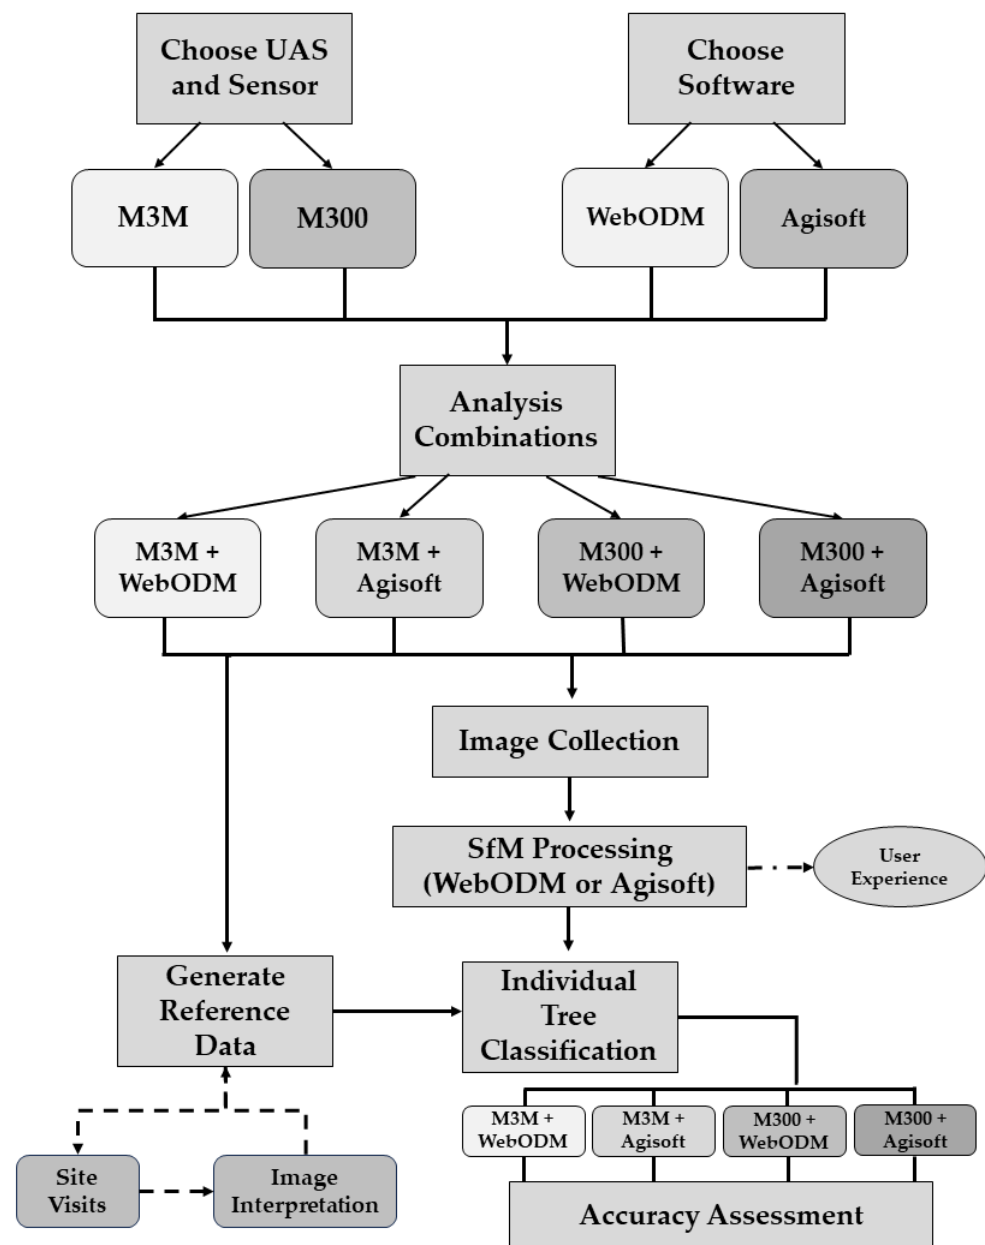 Choose UAS
and Sensor
Choose
Software
M3M
M300
WebODM
Agisoft
Analysis
Combinations
M3M +
WebODM
M3M +
Agisoft
M300 +
WebODM
M300 +
Agisoft
Image Collection
SfM Processing
(WebODM or Agisoft)
User
Experience
Generate
Reference
Data
Individual
Tree
Classification
M3M +
WebODM
M3M +
Agisoft
M300 +
WebODM
M300 +
Agisoft
Site
Visits
Image
Interpretation
Accuracy Assessment